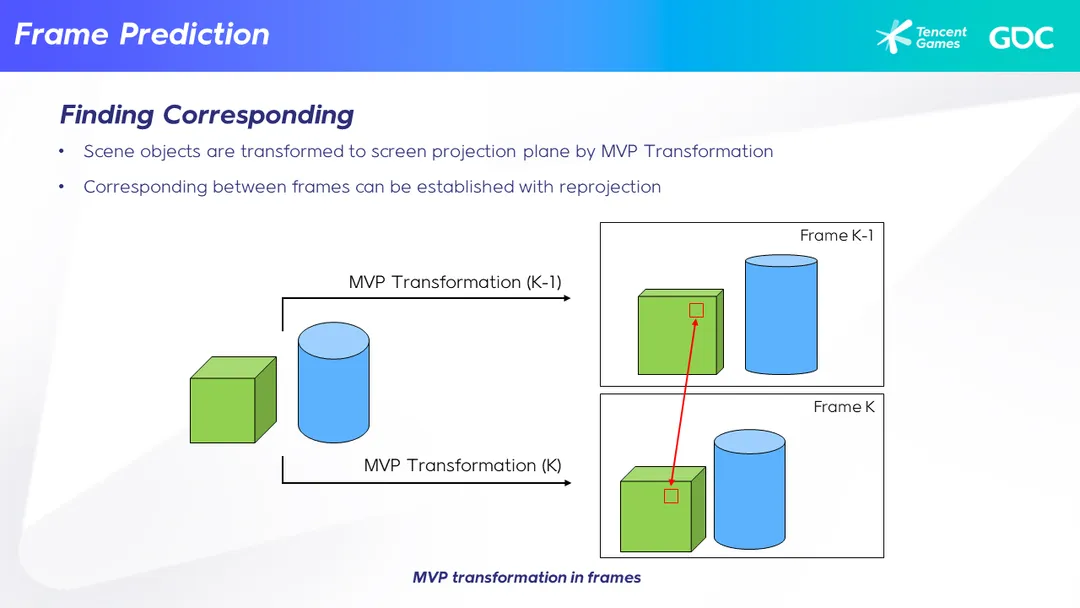 Frame Prediction
Tencent
Games
GDC
Finding Corresponding
• Scene objects are transformed to screen projection plane by MVP Transformation
• Corresponding between frames can be established with reprojection
Frame K-1
MVP Transformation (K-1)
Frame K
MVP Transformation (K)
MVP transformation in frames